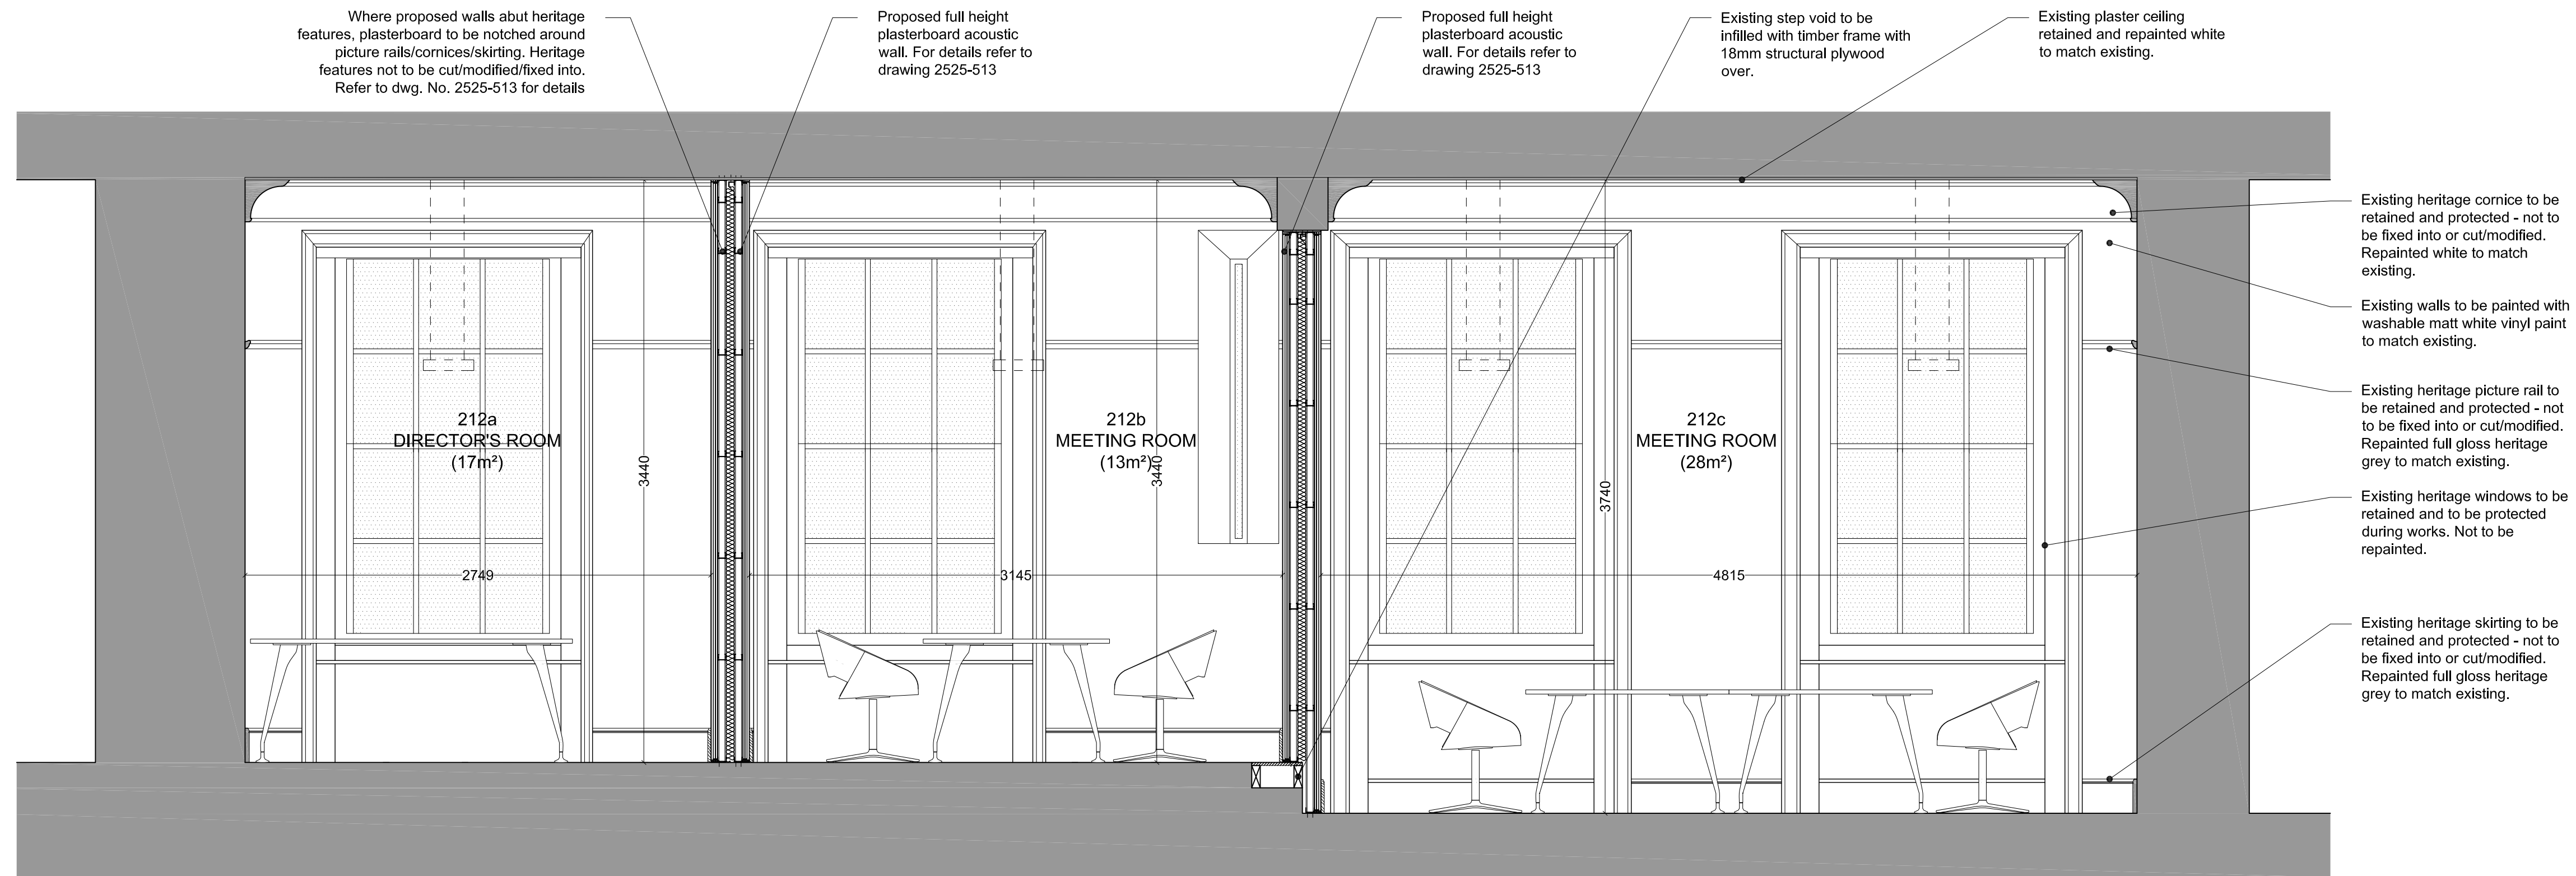 Where proposed walls abut heritage
features, plasterboard to be notched around
picture rails/cornices/skirting. Heritage
features not to be cut/modified/fixed into.
Refer to dwg. No. 2525-513 for details
Proposed full height
plasterboard acoustic
wall. For details refer to
drawing 2525-513
Proposed full height
plasterboard acoustic
wall. For details refer to
drawing 2525-513
Existing step void to be
infilled with timber frame with
18mm structural plywood
over.
Existing plaster ceiling
retained and repainted white
to match existing.
Existing heritage cornice to be
retained and protected - not to
be fixed into or cut/modified.
Repainted white to match
existing.
Existing walls to be painted with
washable matt white vinyl paint
to match existing.
Existing heritage picture rail to
be retained and protected - not
to be fixed into or cut/modified.
Repainted full gloss heritage
grey to match existing.
Existing heritage windows to be
retained and to be protected
during works. Not to be
repainted.
Existing heritage skirting to be
retained and protected - not to
be fixed into or cut/modified.
Repainted full gloss heritage
grey to match existing.
212a
DIRECTOR'S ROOM
(17m²)
3440
2749
212b
MEETING ROOM
(13m²)
3440
3145
212c
MEETING ROOM
(28m²)
3740
4815